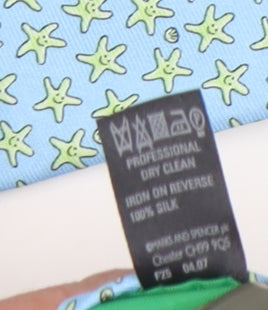 PROFESSIONAL
DRY CLEAN
IRON ON REVERSE
100% SILK
©MARKS AND SPENCER plc
Chester CH99 9QS
F25 04.07